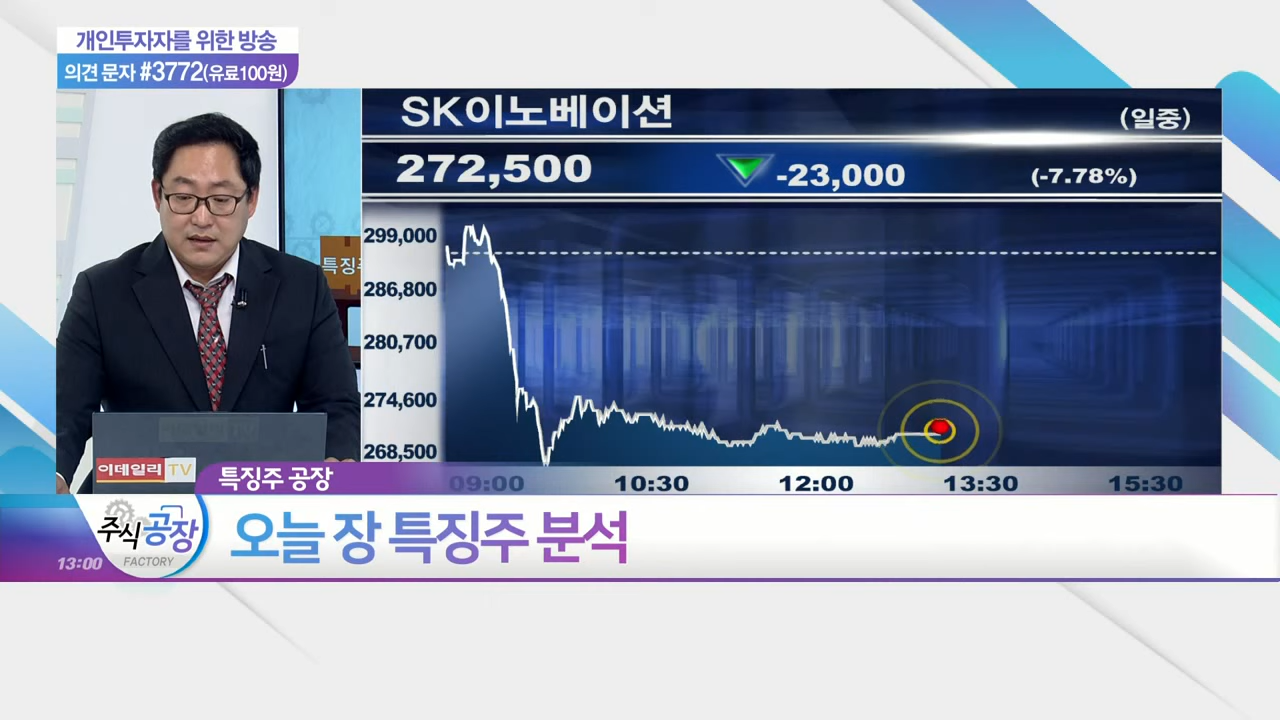 개인투자자를 위한 방송
의견 문자 #3772(유료100원)
SK이노베이션
(일중)
272,500
-23,000
(-7.78%)
299,000
286,800
280,700
274,600
268,500
09:00 10:30 12:00 13:30 15:30
특징주
이데일리TV
특징주 공장
주식공장
FACTORY
13:00
오늘 장 특징주 분석